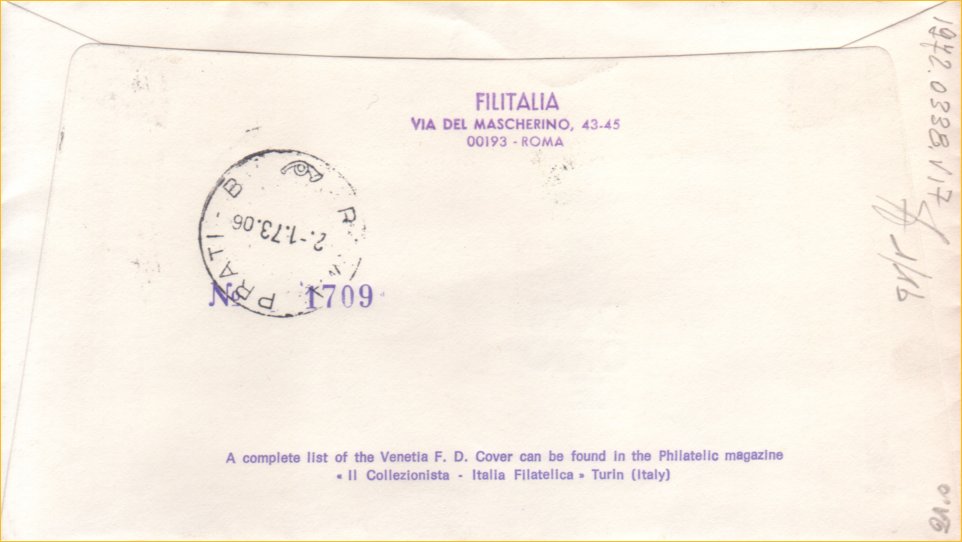 FILITALIA
VIA DEL MASCHERINO, 43-45
00193 - ROMA
PRATI - B
2.-1.73.06
N. 1709
A complete list of the Venetia F. D. Cover can be found in the Philatelic magazine
« Il Collezionista - Italia Filatelica » Turin (Italy)